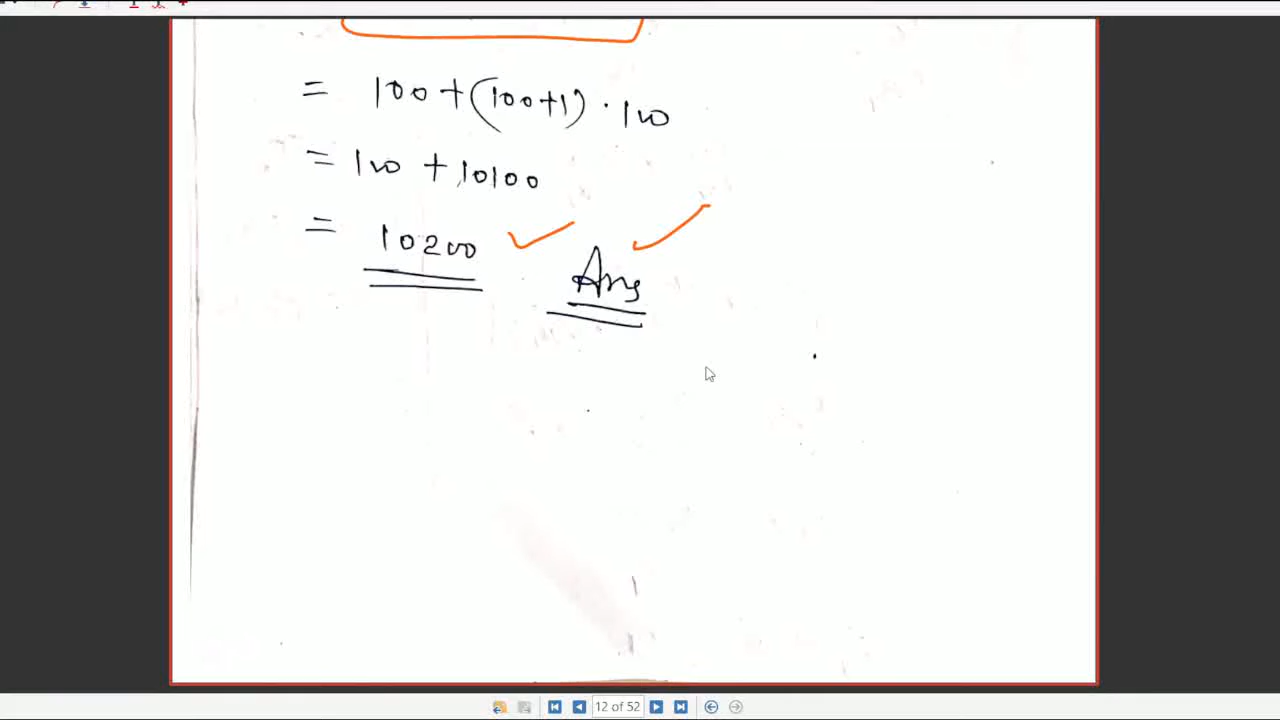 = 100+(100+1)·100
= 100 + 10100
= 10200 Ans
12 of 52